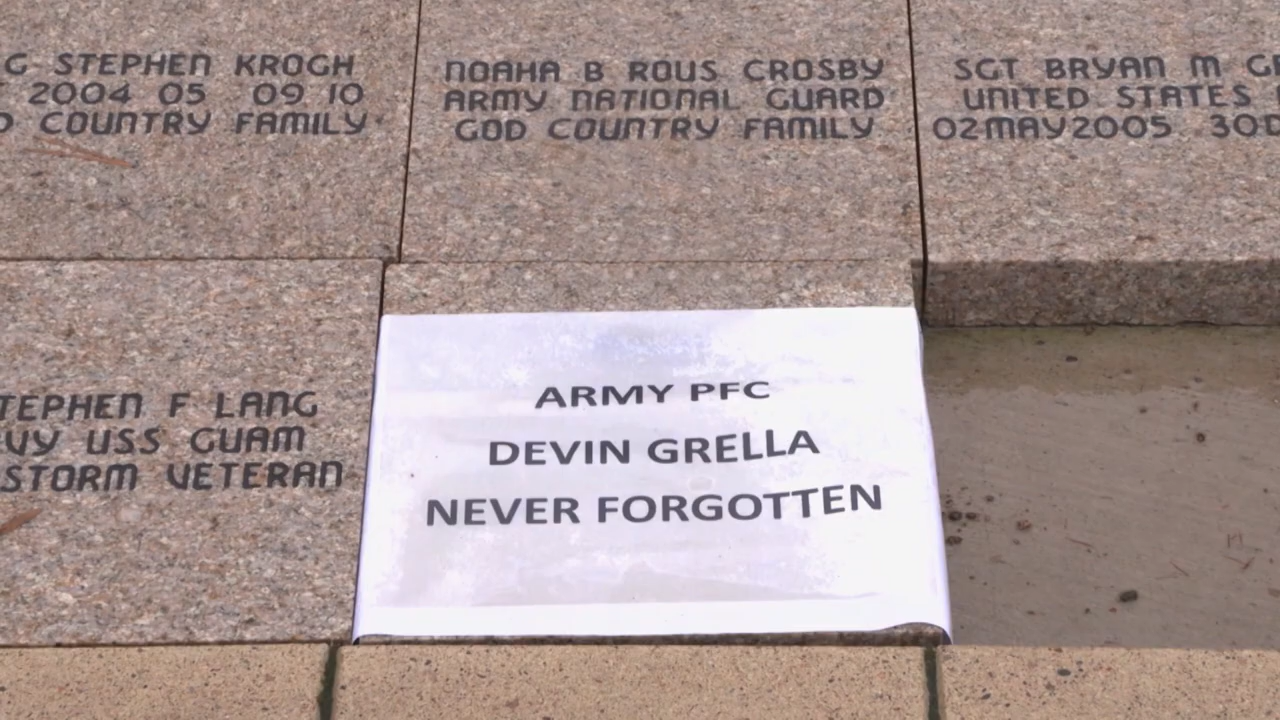 G STEPHEN KROGH
2004 05 09 10
COUNTRY FAMILY
NOAHA B ROUS CROSBY
ARMY NATIONAL GUARD
GOD COUNTRY FAMILY
SGT BRYAN M
UNITED STATES
02MAY2005
TEPHEN F LANG
VY USS GUAM
STORM VETERAN
ARMY PFC
DEVIN GRELLA
NEVER FORGOTTEN